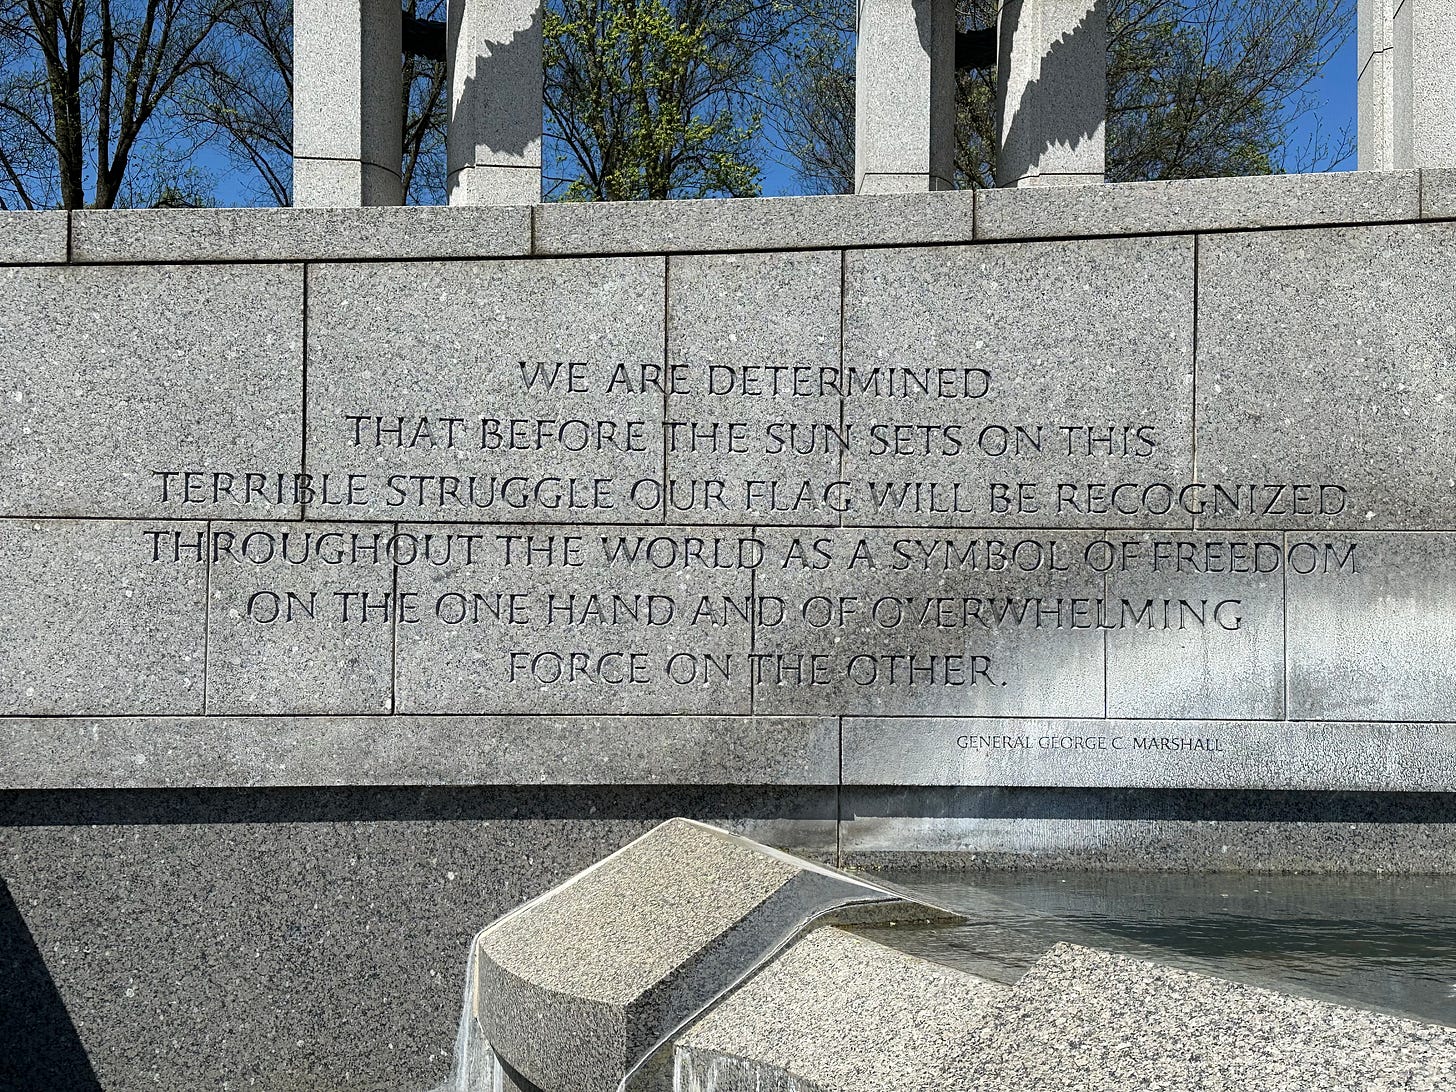 WE ARE DETERMINED
THAT BEFORE THE SUN SETS ON THIS
TERRIBLE STRUGGLE OUR FLAG WILL BE RECOGNIZED
THROUGHOUT THE WORLD AS A SYMBOL OF FREEDOM
ON THE ONE HAND AND OF OVERWHELMING
FORCE ON THE OTHER.
GENERAL GEORGE C. MARSHALL